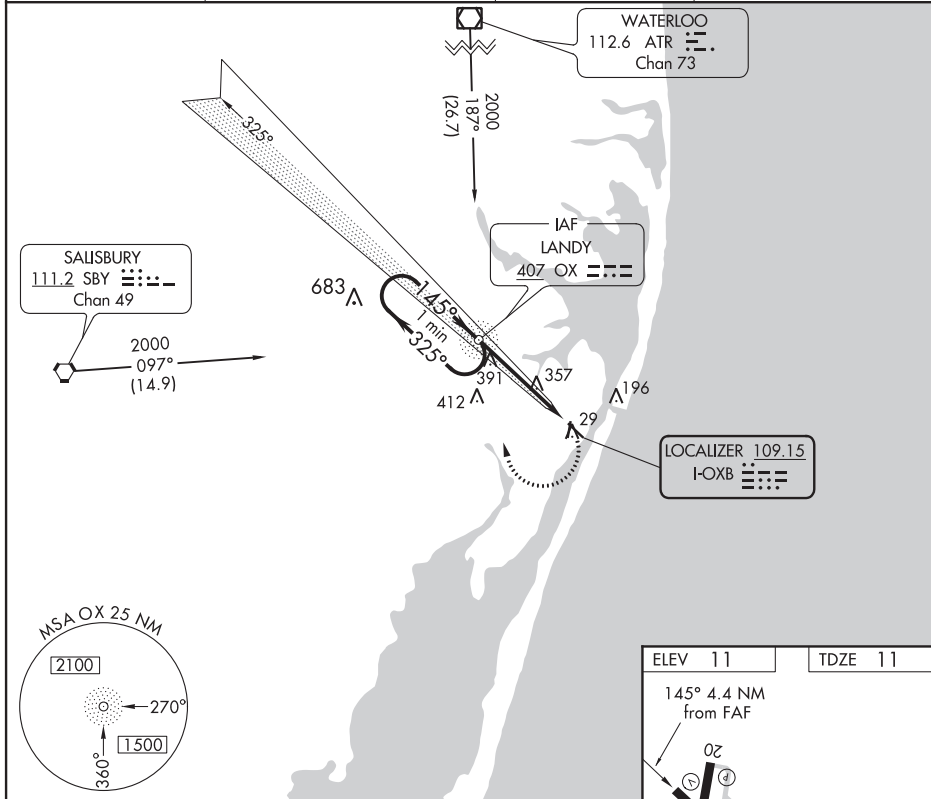 WATERLOO
112.6 ATR
Chan 73
2000
187°
(26.7)
325°
IAF
LANDY
407 OX
SALISBURY
111.2 SBY
Chan 49
683
145°
1 min
325°
2000
097°
(14.9)
391
357
412
196
29
LOCALIZER 109.15
I-OXB
MSA OX 25 NM
2100
270°
1500
360°
ELEV 11
TDZE 11
145° 4.4 NM
from FAF
20
V
P